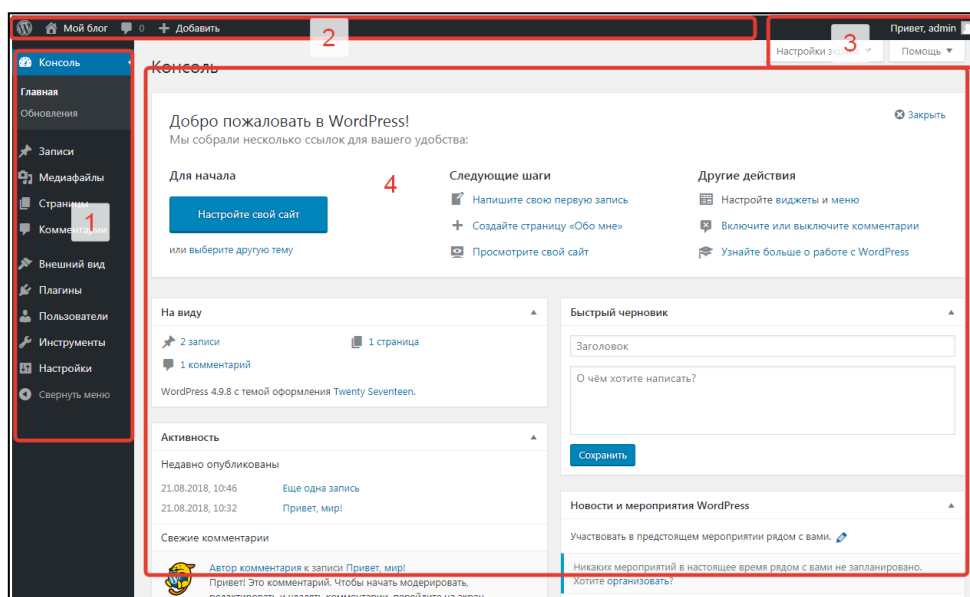 Мой блог 0 + Добавить
2
Привет, admin
Настройки экрана
3
Помощь
Консоль
Главная
Обновления
Записи
Медиафайлы
Страницы
1
Комментарии
Внешний вид
Плагины
Пользователи
Инструменты
Настройки
Свернуть меню
Консоль
Добро пожаловать в WordPress!
Закрыть
Мы собрали несколько ссылок для вашего удобства:
4
Для начала
Настройте свой сайт
или выберите другую тему
Следующие шаги
Напишите свою первую запись
Создайте страницу «Обо мне»
Просмотрите свой сайт
Другие действия
Настройте виджеты и меню
Включите или выключите комментарии
Узнайте больше о работе с WordPress
На виду
2 записи
1 страница
1 комментарий
WordPress 4.9.8 с темой оформления Twenty Seventeen.
Активность
Недавно опубликованы
21.08.2018, 10:46 Еще одна запись
21.08.2018, 10:32 Привет, мир!
Свежие комментарии
Автор комментария к записи Привет, мир!
Привет! Это комментарий. Чтобы начать модерировать,
редактировать и удалять комментарии, перейдите на экран
Быстрый черновик
Заголовок
О чём хотите написать?
Сохранить
Новости и мероприятия WordPress
Участвовать в предстоящем мероприятии рядом с вами.
Никаких мероприятий в настоящее время рядом с вами не запланировано.
Хотите организовать?